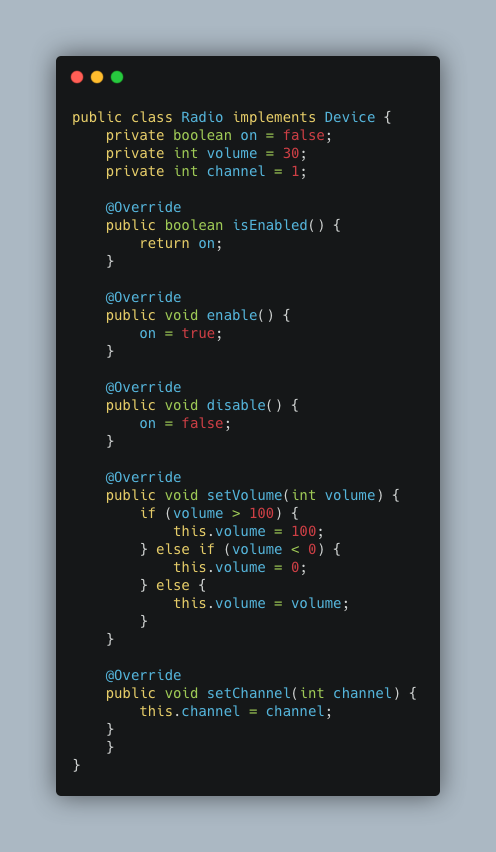 public class Radio implements Device {
    private boolean on = false;
    private int volume = 30;
    private int channel = 1;

    @Override
    public boolean isEnabled() {
        return on;
    }

    @Override
    public void enable() {
        on = true;
    }

    @Override
    public void disable() {
        on = false;
    }

    @Override
    public void setVolume(int volume) {
        if (volume > 100) {
            this.volume = 100;
        } else if (volume < 0) {
            this.volume = 0;
        } else {
            this.volume = volume;
        }
    }

    @Override
    public void setChannel(int channel) {
        this.channel = channel;
    }
    }
}